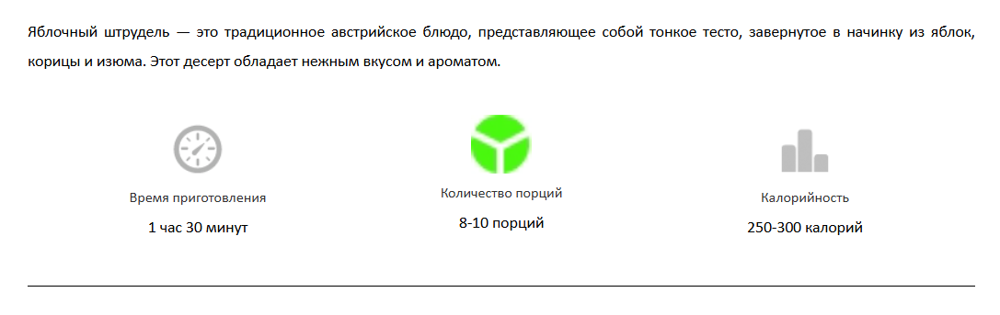 Яблочный штрудель — это традиционное австрийское блюдо, представляющее собой тонкое тесто, завернутое в начинку из яблок,
корицы и изюма. Этот десерт обладает нежным вкусом и ароматом.
Время приготовления
1 час 30 минут
Количество порций
8-10 порций
Калорийность
250-300 калорий